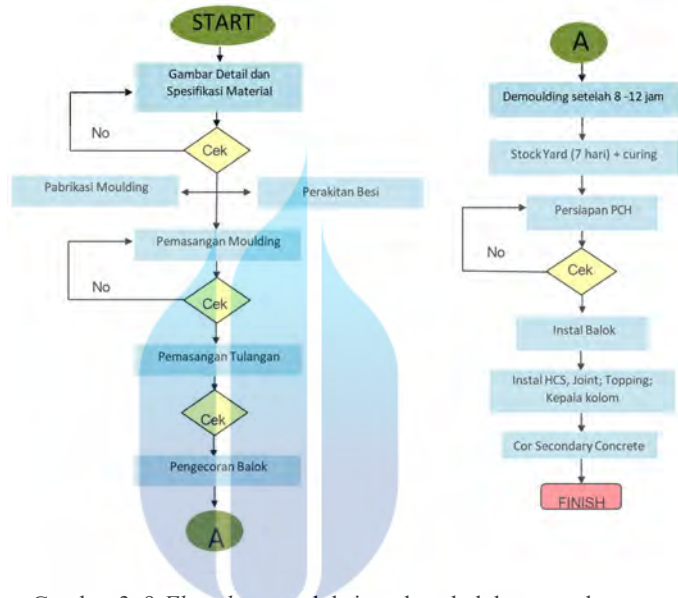 START
Gambar Detail dan
Spesifikasi Material
No
Cek
Pabrikasi Moulding
Perakitan Besi
Pemasangan Moulding
No
Cek
Pemasangan Tulangan
Cek
Pengecoran Balok
A
A
Demoulding setelah 8 -12 jam
Stock Yard (7 hari) + curing
Persiapan PCH
No
Cek
Instal Balok
Instal HCS, Joint; Topping;
Kepala kolom
Cor Secondary Concrete
FINISH